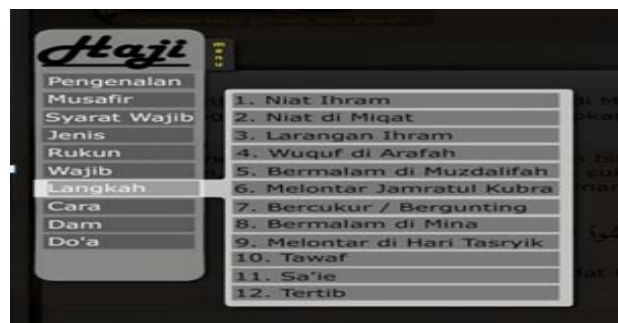 Haji
menu
Pengenalan
Musafir
Syarat Wajib
Jenis
Rukun
Wajib
Langkah
Cara
Dam
Do'a
1. Niat Ihram
2. Niat di Miqat
3. Larangan Ihram
4. Wuquf di Arafah
5. Bermalam di Muzdalifah
6. Melontar Jamratul Kubra
7. Bercukur / Bergunting
8. Bermalam di Mina
9. Melontar di Hari Tasryik
10. Tawaf
11. Sa'ie
12. Tertib